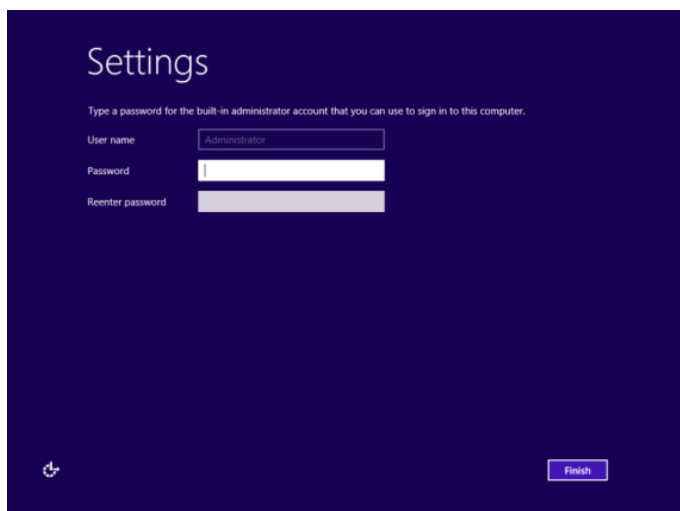 Settings
Type a password for the built-in administrator account that you can use to sign in to this computer.
User name Administrator
Password
Reenter password
Finish